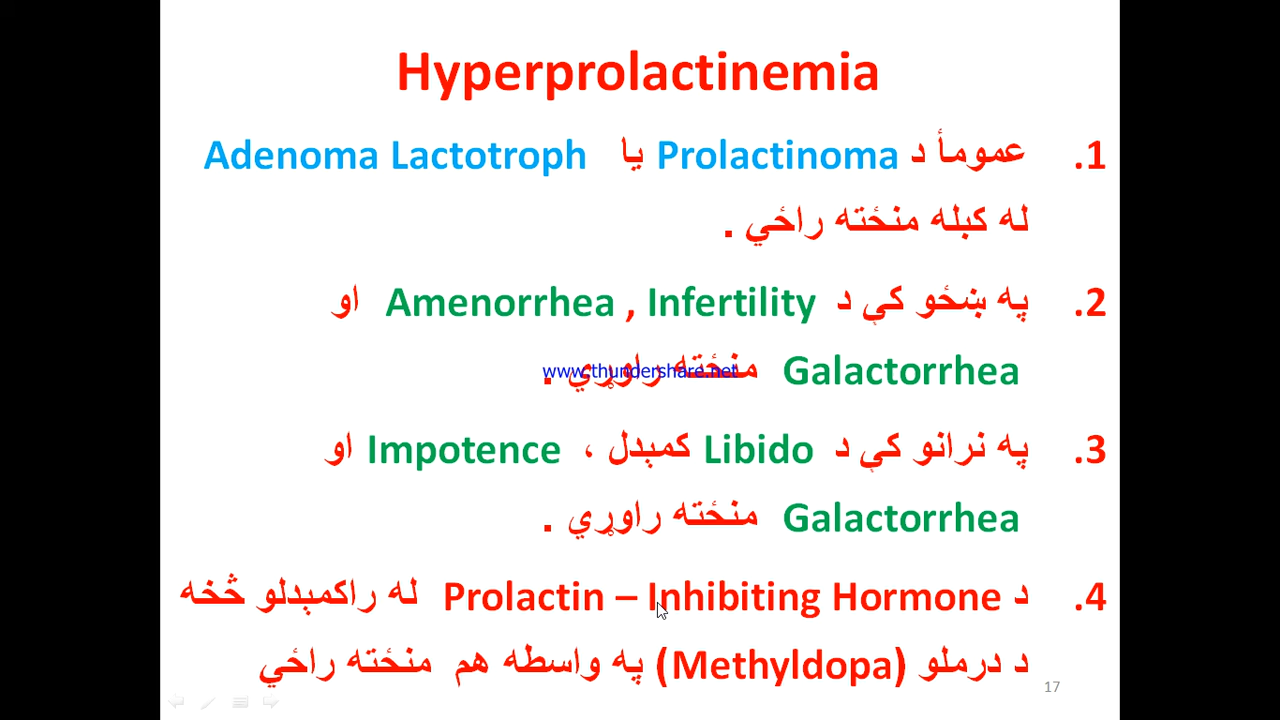 Hyperprolactinemia
1. عموماً د Prolactinoma یا Adenoma Lactotroph
له کبله منځته راځي .
2. په ښځو کې د Amenorrhea , Infertility او
Galactorrhea منځته راوړي .
www.thundershare.net
3. په نرانو کې د Libido کمېدل ، Impotence او
Galactorrhea منځته راوړي .
4. د Prolactin – Inhibiting Hormone له راکمېدلو څخه
د درملو (Methyldopa) په واسطه هم منځته راځي
17